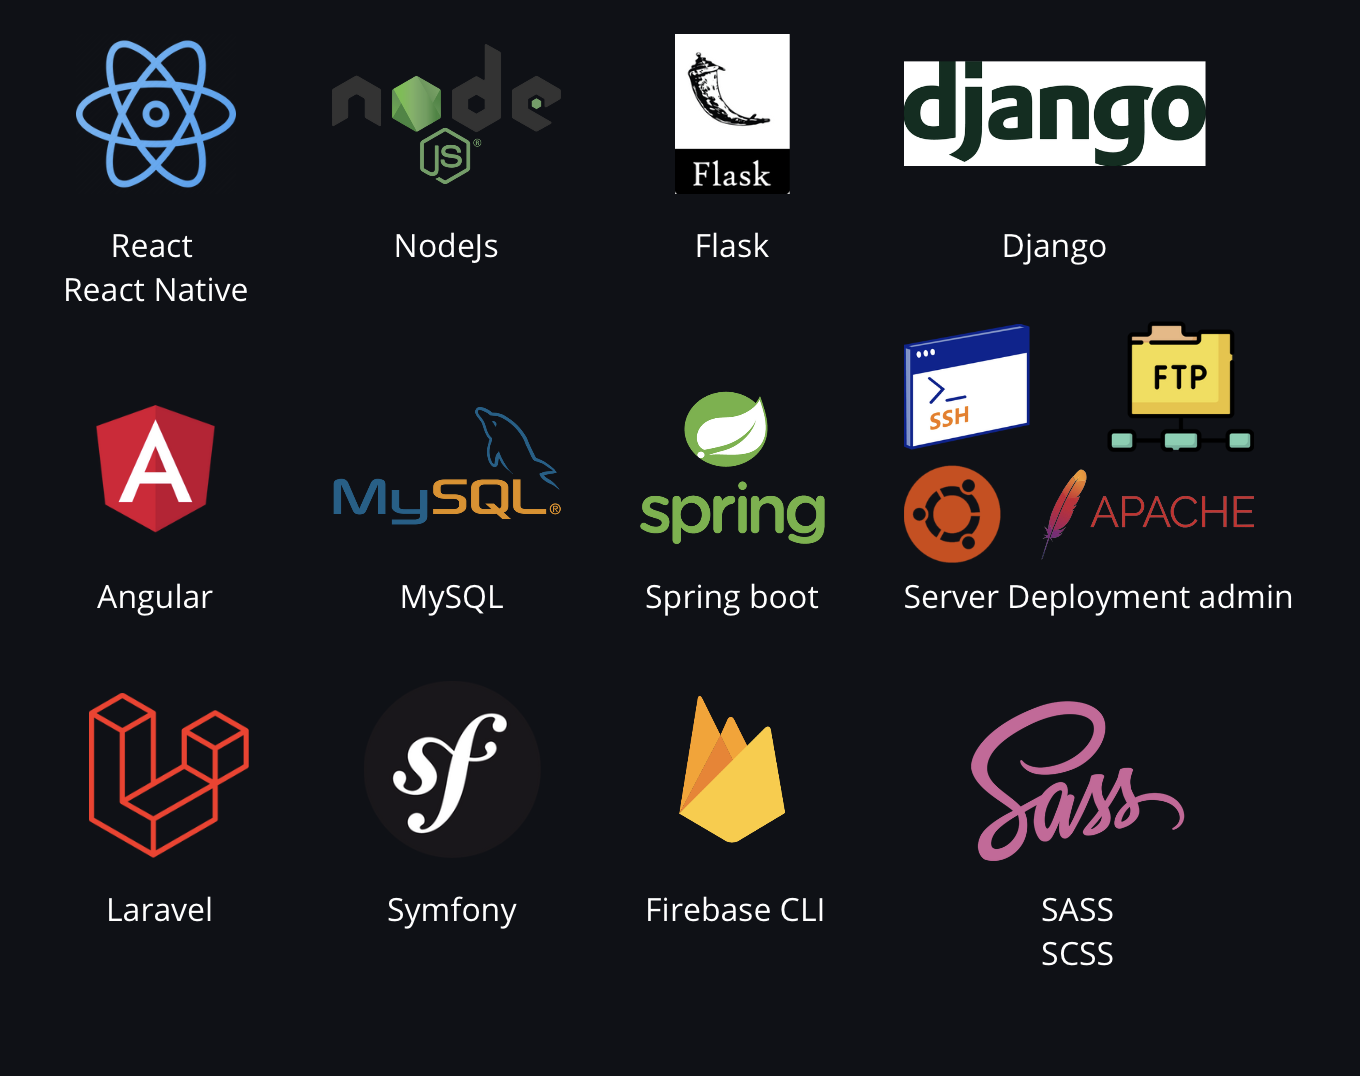 node
JS
®
Flask
django
React
React Native
NodeJs
Flask
Django
>_
SSH
FTP
A
MySQL®
spring
APACHE
Angular
MySQL
Spring boot
Server Deployment admin
sf
Sass
Laravel
Symfony
Firebase CLI
SASS
SCSS